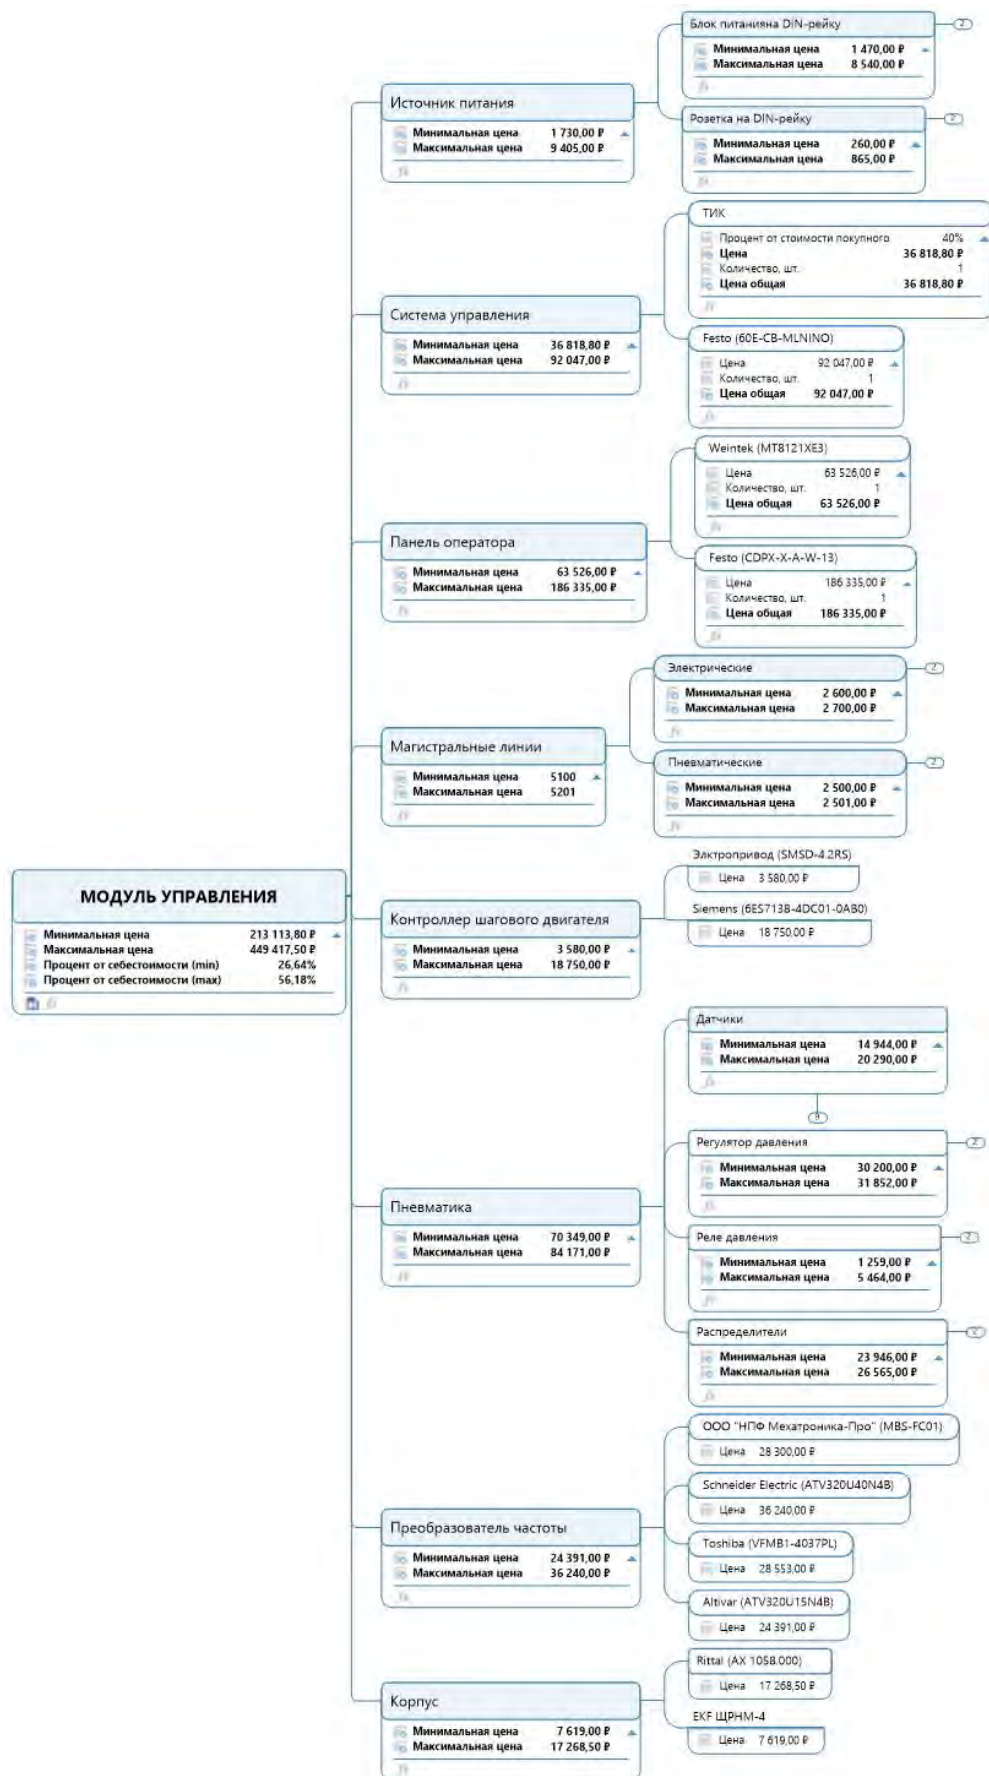 МОДУЛЬ УПРАВЛЕНИЯ
Минимальная цена 213 113,80 ₽
Максимальная цена 449 417,50 ₽
Процент от себестоимости (min) 26,64%
Процент от себестоимости (max) 56,18%
Источник питания
Минимальная цена 1 730,00 ₽
Максимальная цена 9 405,00 ₽
Блок питанияна DIN-рейку
2
Минимальная цена 1 470,00 ₽
Максимальная цена 8 540,00 ₽
Розетка на DIN-рейку
2
Минимальная цена 260,00 ₽
Максимальная цена 865,00 ₽
Система управления
Минимальная цена 36 818,80 ₽
Максимальная цена 92 047,00 ₽
ТИК
Процент от стоимости покупного 40%
Цена 36 818,80 ₽
Количество, шт. 1
Цена общая 36 818,80 ₽
Festo (60E-CB-MLNINO)
Цена 92 047,00 ₽
Количество, шт. 1
Цена общая 92 047,00 ₽
Панель оператора
Минимальная цена 63 526,00 ₽
Максимальная цена 186 335,00 ₽
Weintek (MT8121XE3)
Цена 63 526,00 ₽
Количество, шт. 1
Цена общая 63 526,00 ₽
Festo (CDPX-X-A-W-13)
Цена 186 335,00 ₽
Количество, шт. 1
Цена общая 186 335,00 ₽
Магистральные линии
Минимальная цена 5100
Максимальная цена 5201
Электрические
2
Минимальная цена 2 600,00 ₽
Максимальная цена 2 700,00 ₽
Пневматические
2
Минимальная цена 2 500,00 ₽
Максимальная цена 2 501,00 ₽
Контроллер шагового двигателя
Минимальная цена 3 580,00 ₽
Максимальная цена 18 750,00 ₽
Элктропривод (SMSD-4.2RS)
Цена 3 580,00 ₽
Siemens (6ES7138-4DC01-0AB0)
Цена 18 750,00 ₽
Пневматика
Минимальная цена 70 349,00 ₽
Максимальная цена 84 171,00 ₽
Датчики
Минимальная цена 14 944,00 ₽
Максимальная цена 20 290,00 ₽
Регулятор давления
2
Минимальная цена 30 200,00 ₽
Максимальная цена 31 852,00 ₽
Реле давления
2
Минимальная цена 1 259,00 ₽
Максимальная цена 5 464,00 ₽
Распределители
2
Минимальная цена 23 946,00 ₽
Максимальная цена 26 565,00 ₽
Преобразователь частоты
Минимальная цена 24 391,00 ₽
Максимальная цена 36 240,00 ₽
ООО "НПФ Мехатроника-Про" (MBS-FC01)
Цена 28 300,00 ₽
Schneider Electric (ATV320U40N4B)
Цена 36 240,00 ₽
Toshiba (VFMB1-4037PL)
Цена 28 553,00 ₽
Altivar (ATV320U15N4B)
Цена 24 391,00 ₽
Корпус
Минимальная цена 7 619,00 ₽
Максимальная цена 17 268,50 ₽
Rittal (AX 1058.000)
Цена 17 268,50 ₽
EKF ЩРНМ-4
Цена 7 619,00 ₽